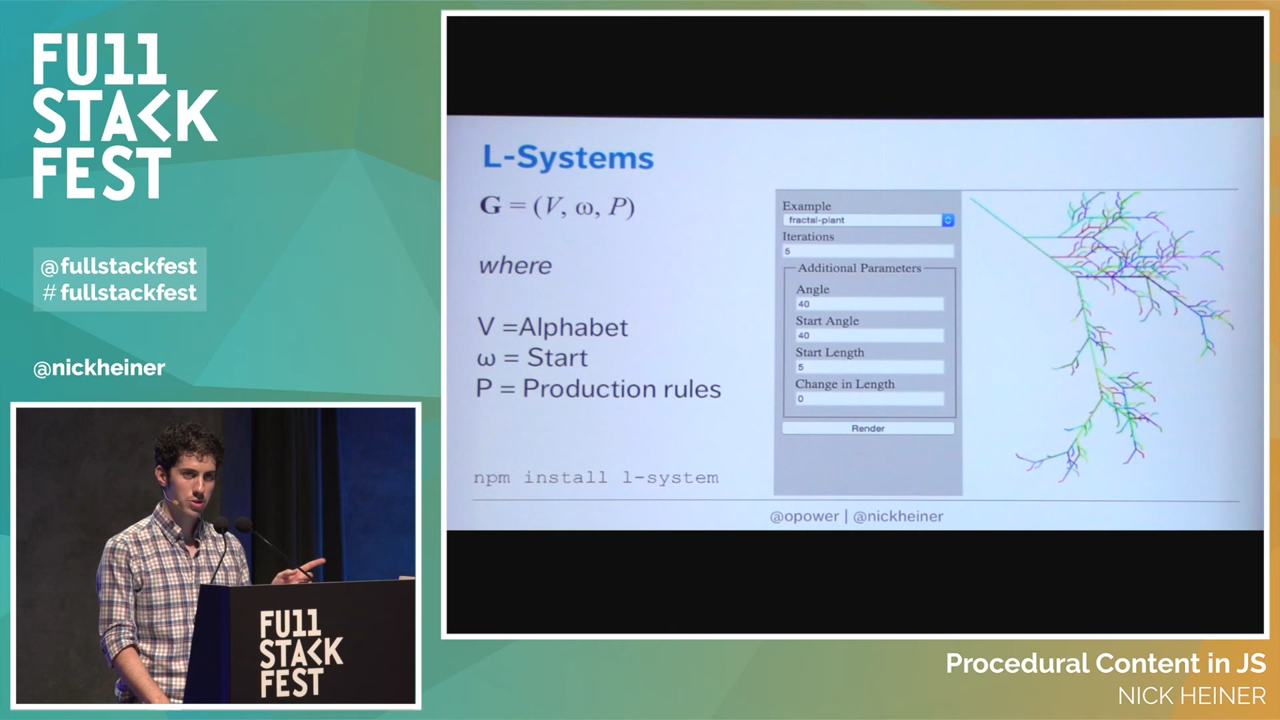 FU11
STACK
FEST
@fullstackfest
# fullstackfest
@nickheiner
L-Systems
G = (V, ω, P)
where
V =Alphabet
ω = Start
P = Production rules
npm install l-system
Example
fractal-plant
Iterations
5
Additional Parameters
Angle
40
Start Angle
40
Start Length
5
Change in Length
0
Render
@opower | @nickheiner
FU11
STACK
FEST
Procedural Content in JS
NICK HEINER